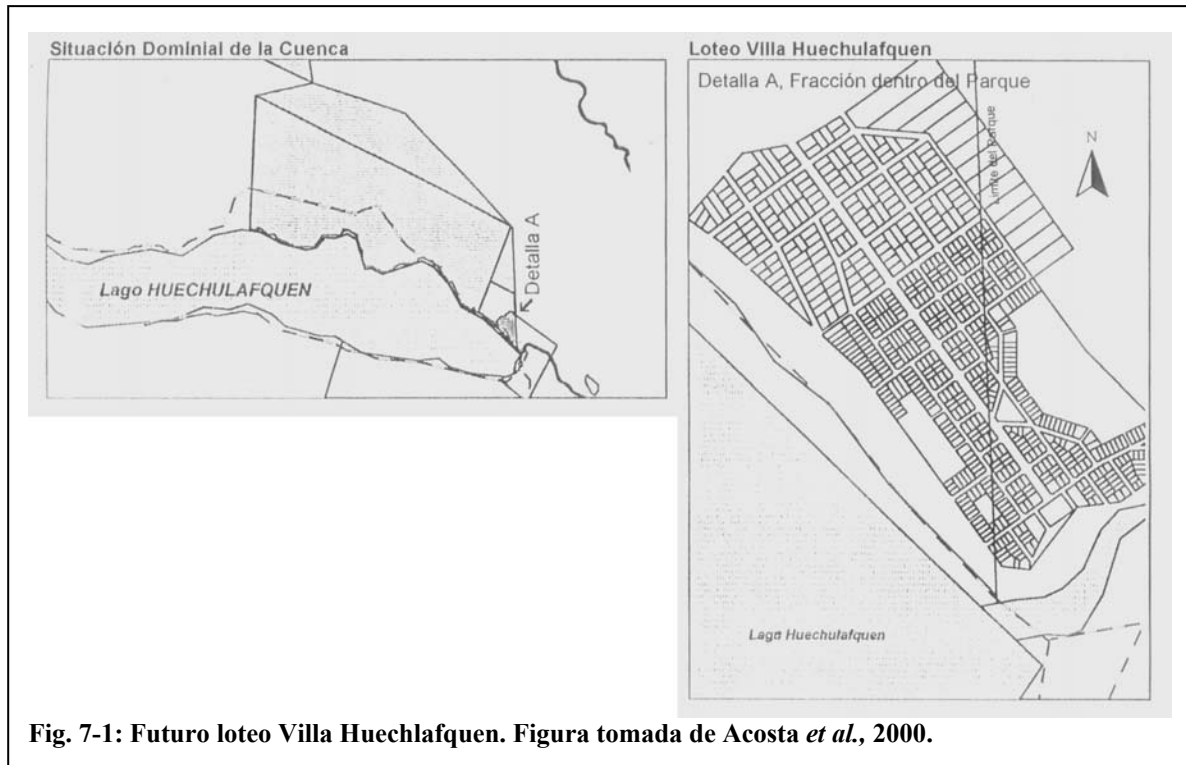 Situación Dominial de la Cuenca
Lago HUECHULAFQUEN
Detalla A
Loteo Villa Huechulafquen
Detalla A, Fracción dentro del Parque
Límite del Parque
N
Lago Huechulafquen
Fig. 7-1: Futuro loteo Villa Huechlafquen. Figura tomada de Acosta et al., 2000.